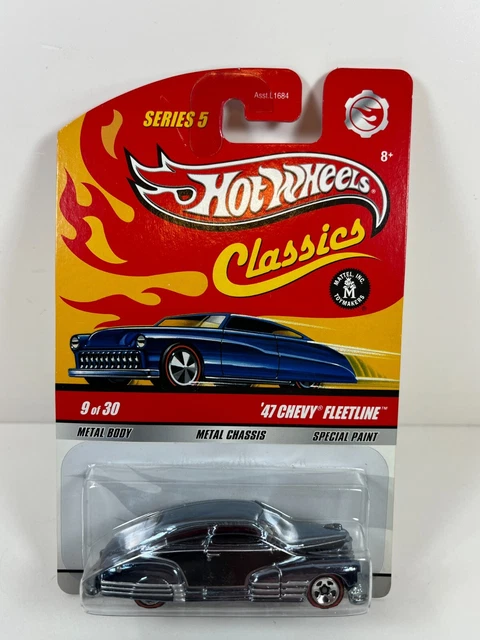 Asst.L1684
SERIES 5
8+
HOT WHEELS
Classics
MATTEL, INC.
M
TOYMAKERS
9 of 30
'47 CHEVY® FLEETLINE™
METAL BODY METAL CHASSIS SPECIAL PAINT